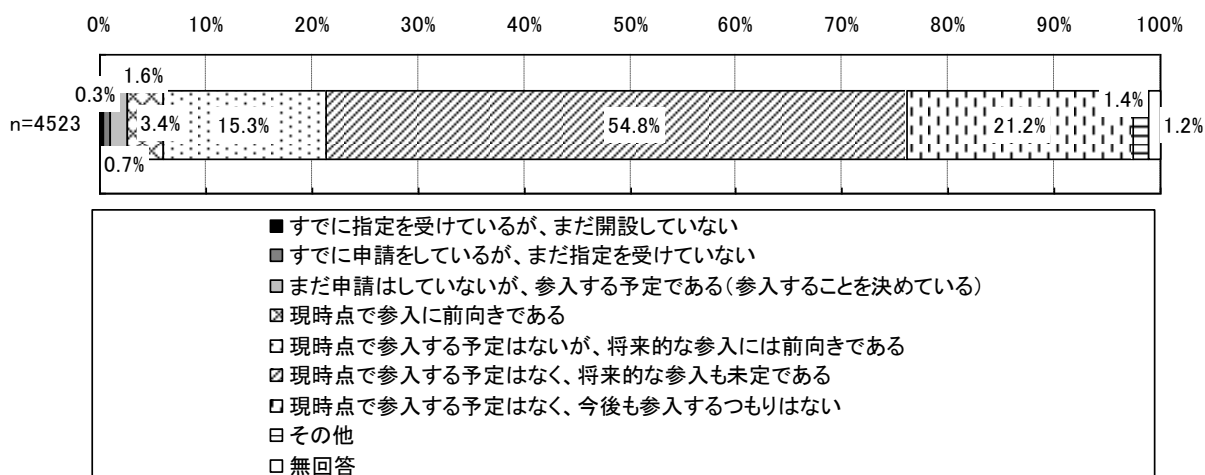 0% 10% 20% 30% 40% 50% 60% 70% 80% 90% 100%
1.6%
0.3%
1.4%
n=4523
3.4%
15.3%
54.8%
21.2%
1.2%
0.7%
すでに指定を受けているが、まだ開設していない
すでに申請をしているが、まだ指定を受けていない
まだ申請はしていないが、参入する予定である（参入することを決めている）
現時点で参入に前向きである
現時点で参入する予定はないが、将来的な参入には前向きである
現時点で参入する予定はなく、将来的な参入も未定である
現時点で参入する予定はなく、今後も参入するつもりはない
その他
無回答